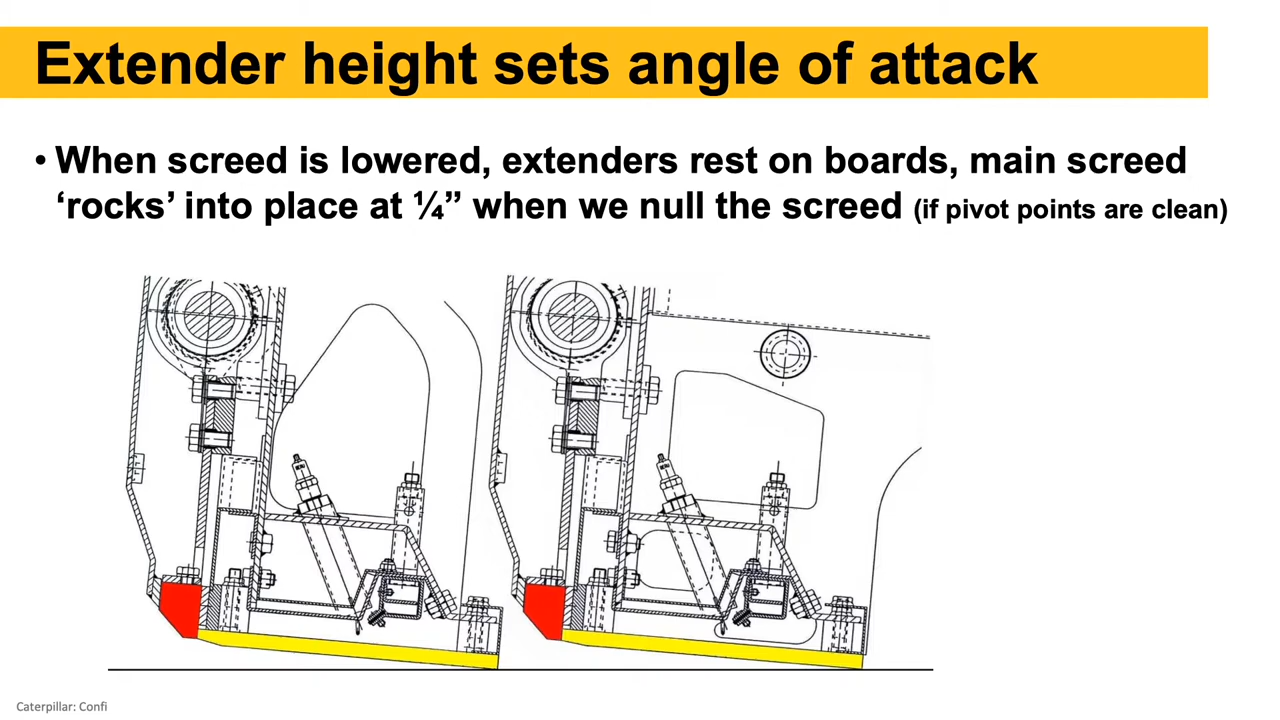 Extender height sets angle of attack
• When screed is lowered, extenders rest on boards, main screed
‘rocks’ into place at ¼” when we null the screed (if pivot points are clean)
Caterpillar: Confi